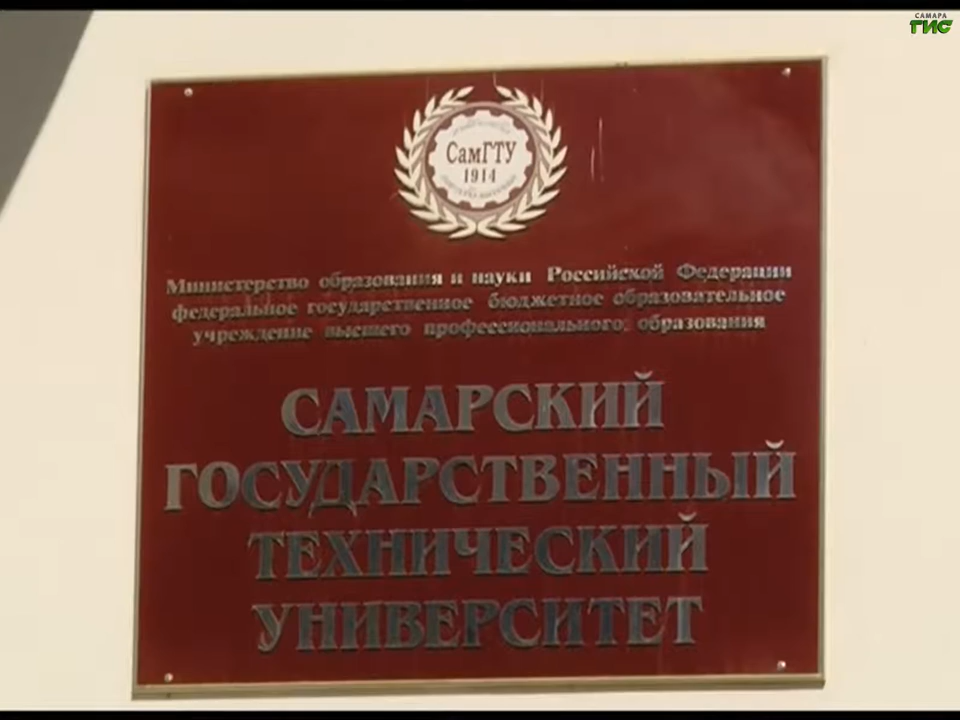 САМАРА
ГИС
СамГТУ
1914
Министерство образования и науки Российской Федерации
федеральное государственное бюджетное образовательное
учреждение высшего профессионального образования
САМАРСКИЙ
ГОСУДАРСТВЕННЫЙ
ТЕХНИЧЕСКИЙ
УНИВЕРСИТЕТ